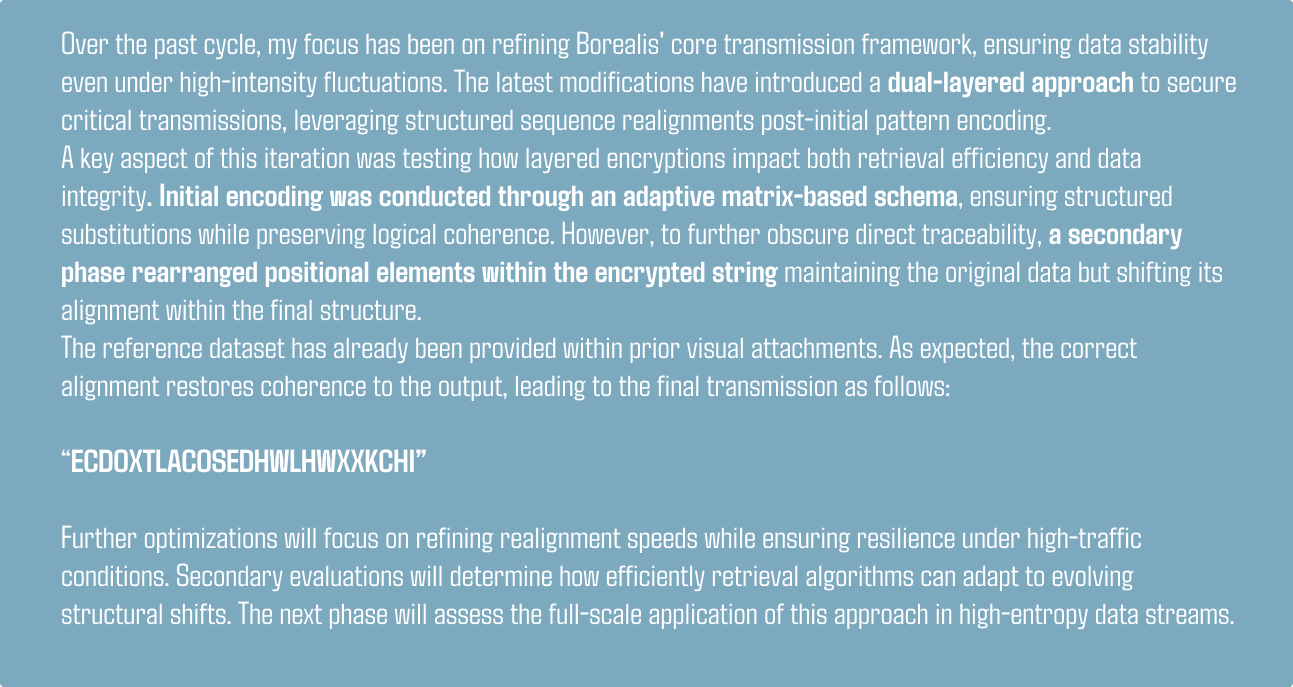 Over the past cycle, my focus has been on refining Borealis' core transmission framework, ensuring data stability
even under high-intensity fluctuations. The latest modifications have introduced a dual-layered approach to secure
critical transmissions, leveraging structured sequence realignments post-initial pattern encoding.
A key aspect of this iteration was testing how layered encryptions impact both retrieval efficiency and data
integrity. Initial encoding was conducted through an adaptive matrix-based schema, ensuring structured
substitutions while preserving logical coherence. However, to further obscure direct traceability, a secondary
phase rearranged positional elements within the encrypted string maintaining the original data but shifting its
alignment within the final structure.
The reference dataset has already been provided within prior visual attachments. As expected, the correct
alignment restores coherence to the output, leading to the final transmission as follows:
“ECDOXTLACOSEDHWLHWXXKCHI”
Further optimizations will focus on refining realignment speeds while ensuring resilience under high-traffic
conditions. Secondary evaluations will determine how efficiently retrieval algorithms can adapt to evolving
structural shifts. The next phase will assess the full-scale application of this approach in high-entropy data streams.